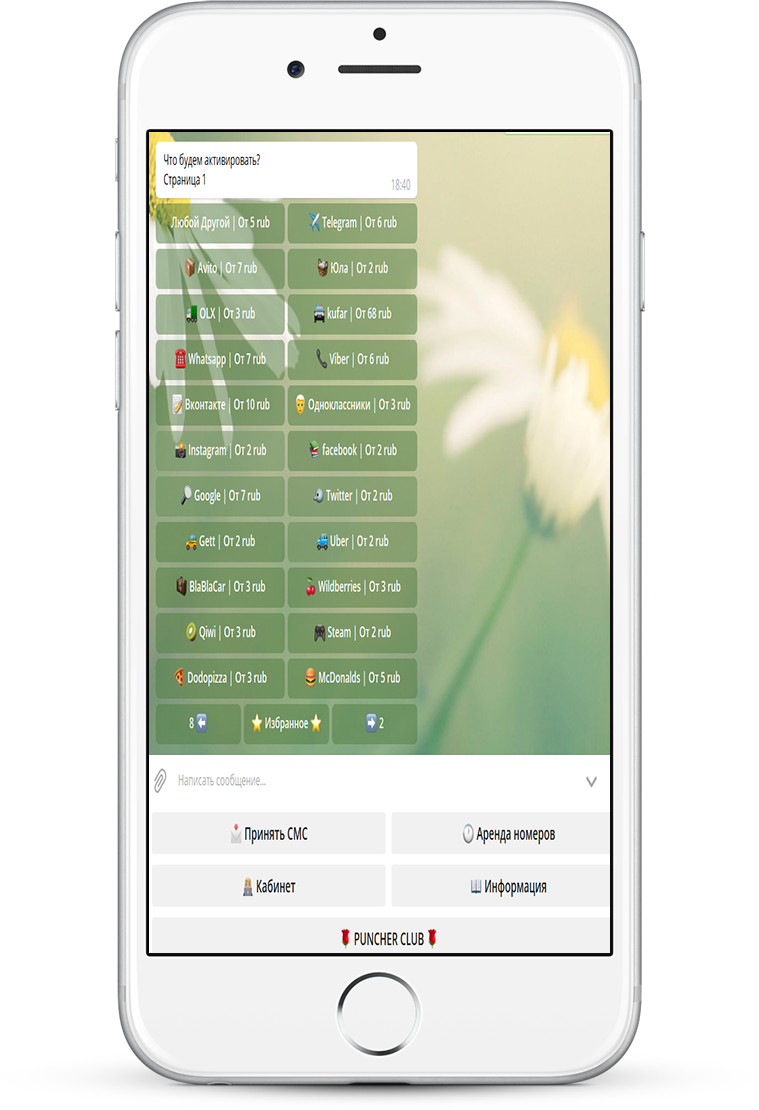 Что будем активировать?
Страница 1
18:40
Любой Другой | От 5 rub
Telegram | От 6 rub
Avito | От 7 rub
Юла | От 2 rub
OLX | От 3 rub
kufar | От 68 rub
Whatsapp | От 7 rub
Viber | От 6 rub
Вконтакте | От 10 rub
Одноклассники | От 3 rub
Instagram | От 2 rub
facebook | От 2 rub
Google | От 7 rub
Twitter | От 2 rub
Gett | От 2 rub
Uber | От 2 rub
BlaBlaCar | От 3 rub
Wildberries | От 3 rub
Qiwi | От 3 rub
Steam | От 2 rub
Dodopizza | От 3 rub
McDonalds | От 5 rub
8 ⬅️
⭐ Избранное ⭐
➡️ 2
Написать сообщение...
Принять СМС
Аренда номеров
Кабинет
Информация
🌹 PUNCHER CLUB 🌹